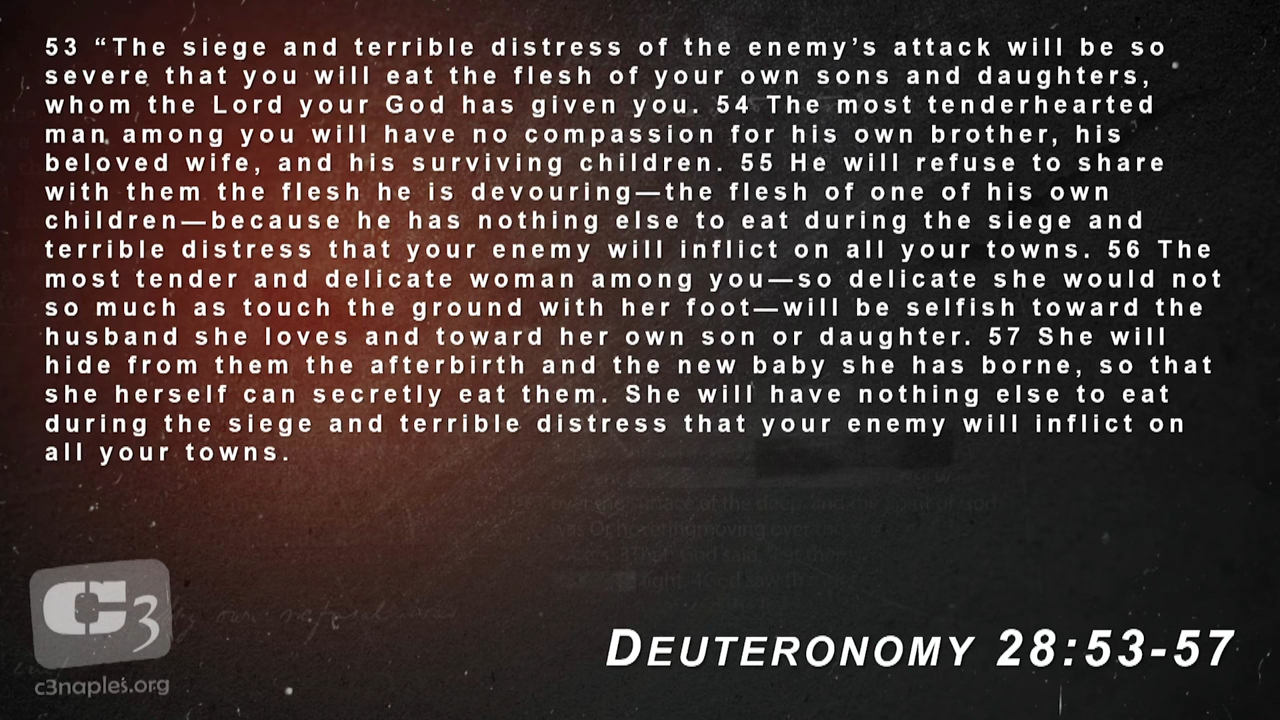 53 “The siege and terrible distress of the enemy’s attack will be so
severe that you will eat the flesh of your own sons and daughters,
whom the Lord your God has given you. 54 The most tenderhearted
man among you will have no compassion for his own brother, his
beloved wife, and his surviving children. 55 He will refuse to share
with them the flesh he is devouring—the flesh of one of his own
children—because he has nothing else to eat during the siege and
terrible distress that your enemy will inflict on all your towns. 56 The
most tender and delicate woman among you—so delicate she would not
so much as touch the ground with her foot—will be selfish toward the
husband she loves and toward her own son or daughter. 57 She will
hide from them the afterbirth and the new baby she has borne, so that
she herself can secretly eat them. She will have nothing else to eat
during the siege and terrible distress that your enemy will inflict on
all your towns.
C3
c3naples.org
DEUTERONOMY 28:53-57